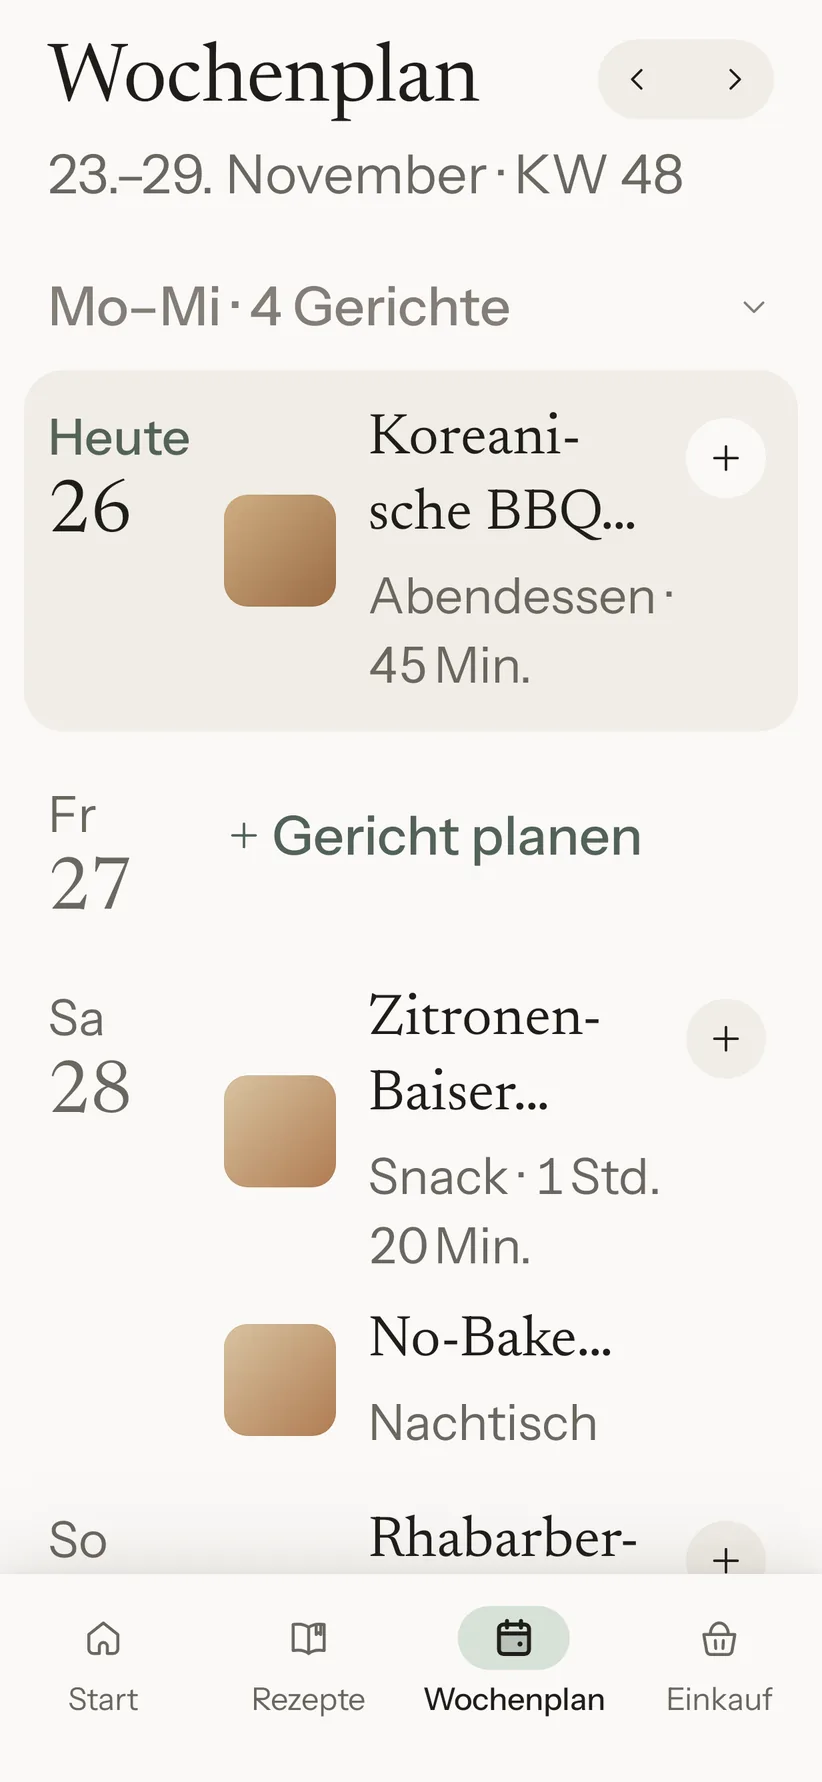 Wochenplan
23.–29. November · KW 48
Mo–Mi · 4 Gerichte
Heute
26
Koreani-
sche BBQ…
Abendessen ·
45 Min.
Fr
27
+ Gericht planen
Sa
28
Zitronen-
Baiser…
Snack · 1 Std.
20 Min.
No-Bake…
Nachtisch
So
Rhabarber-
Start
Rezepte
Wochenplan
Einkauf